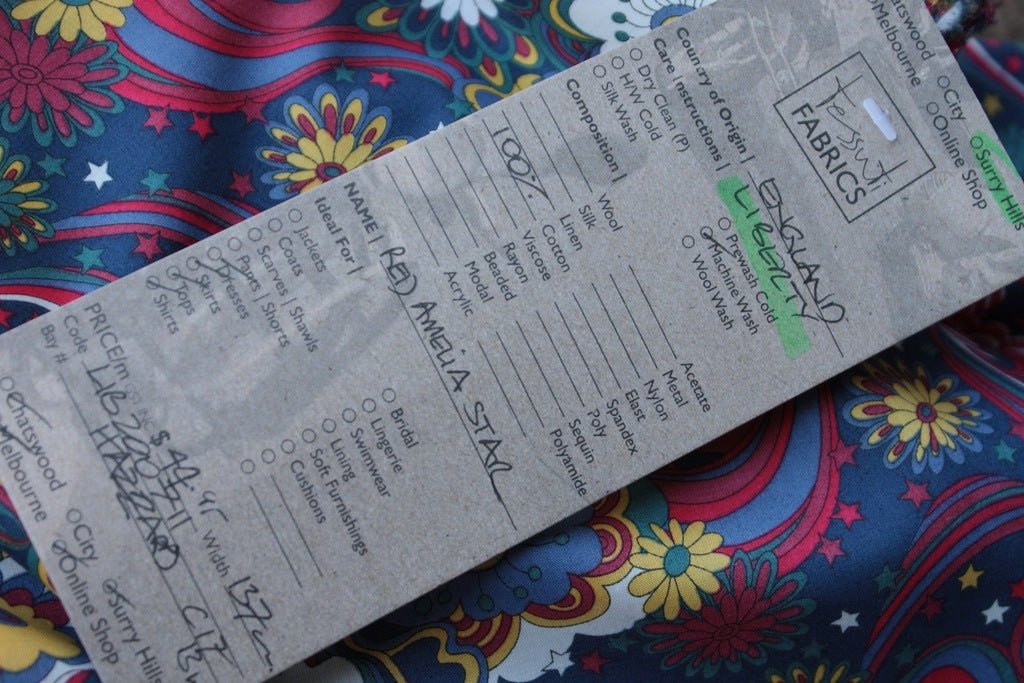 Chatswood
Melbourne
City
Online Shop
Surry Hills
tessuti
FABRICS
Country of Origin | ENGLAND
LIBERTY
Care Instructions |
Dry Clean (P)
H/W Cold
Silk Wash
Prewash Cold
Machine Wash
Wool Wash
Composition |
Wool
Silk
Linen
100% Cotton
Viscose
Rayon
Beaded
Modal
Acrylic
Acetate
Metal
Nylon
Elast
Spandex
Poly
Sequin
Polyamide
NAME | RED AMELIA STAR
Ideal For |
Jackets
Coats
Scarves | Shawls
Pants | Shorts
Dresses
Skirts
Tops
Shirts
Bridal
Lingerie
Swimwear
Lining
Soft Furnishings
Cushions
PRICE/m $49. Width 137cm
Code
Bay #
Chatswood
Melbourne
City
Online Shop
Surry Hills